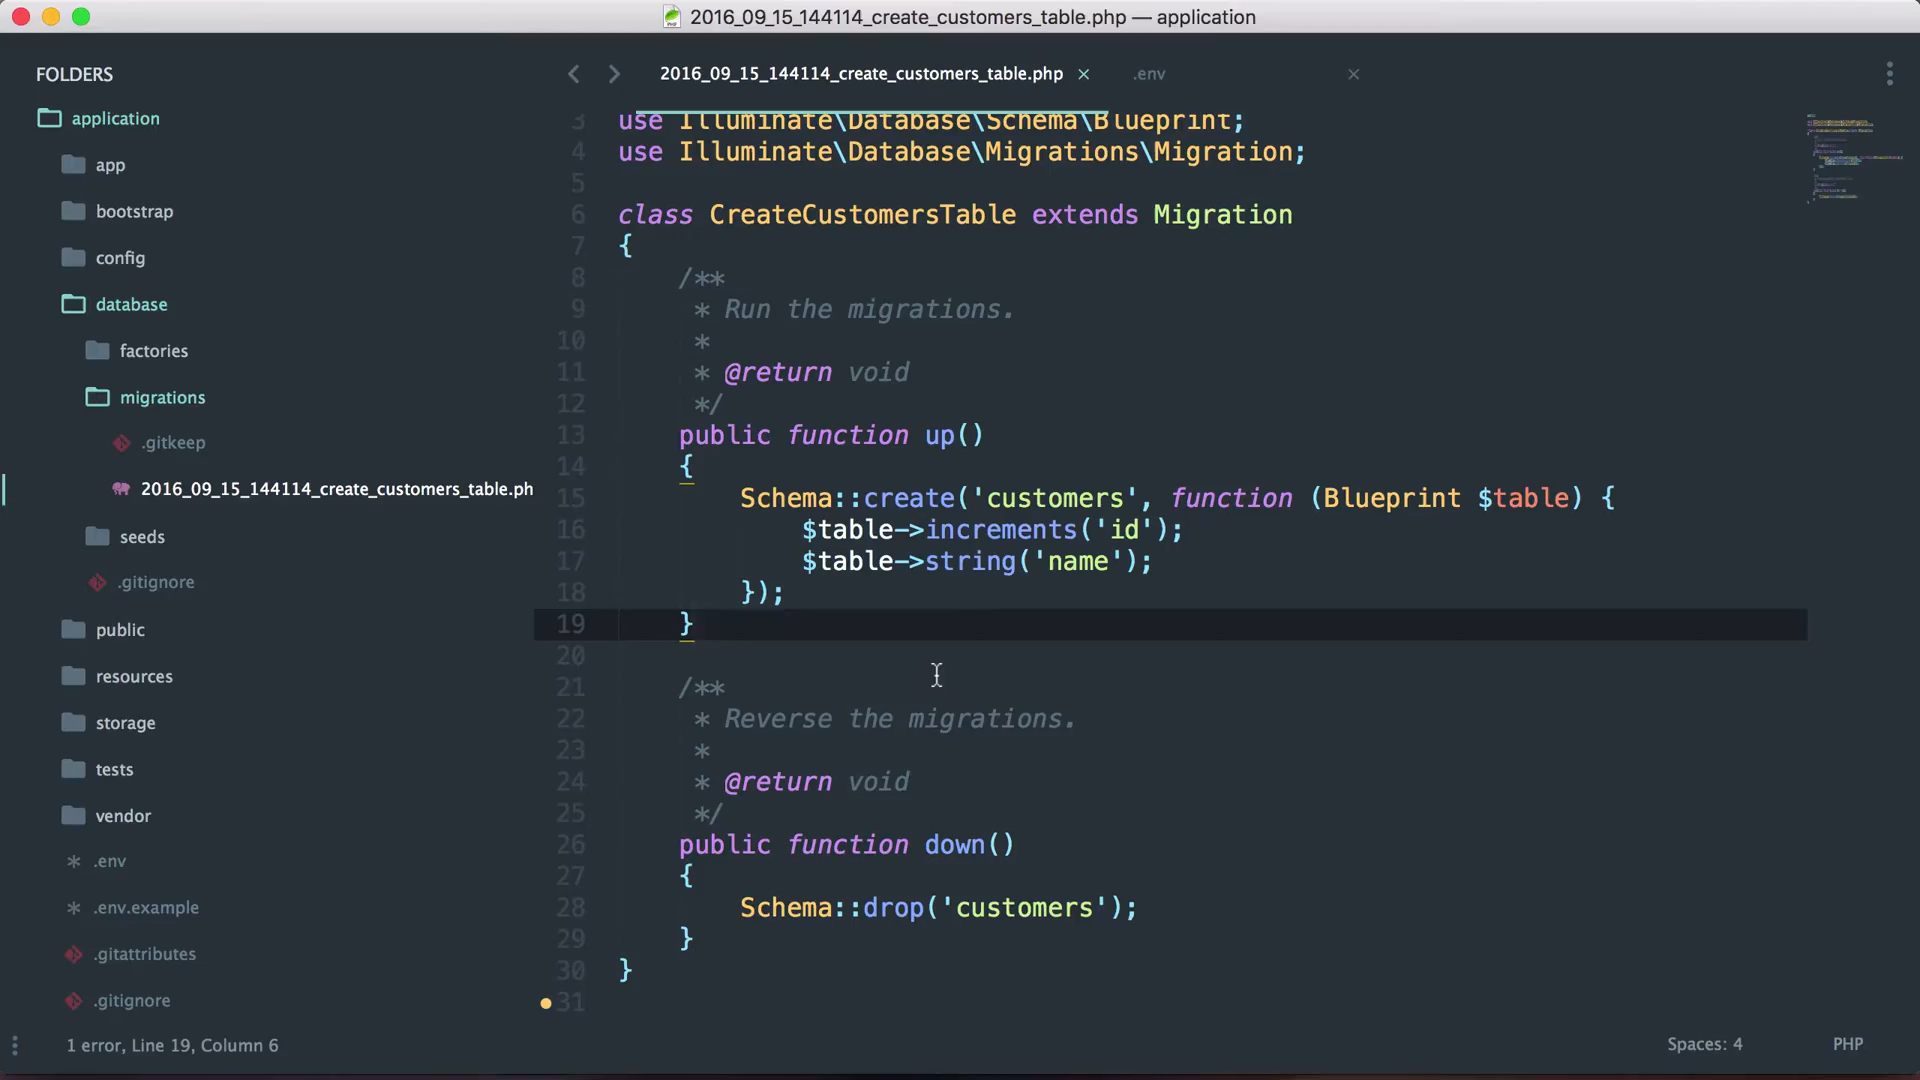 2016_09_15_144114_create_customers_table.php — application
FOLDERS
application
app
bootstrap
config
database
factories
migrations
.gitkeep
2016_09_15_144114_create_customers_table.ph
seeds
.gitignore
public
resources
storage
tests
vendor
.env
.env.example
.gitattributes
.gitignore
2016_09_15_144114_create_customers_table.php
.env
3 use Illuminate\Database\Schema\Blueprint;
4 use Illuminate\Database\Migrations\Migration;
5
6 class CreateCustomersTable extends Migration
7 {
8 /**
9 * Run the migrations.
10 *
11 * @return void
12 */
13 public function up()
14 {
15 Schema::create('customers', function (Blueprint $table) {
16 $table->increments('id');
17 $table->string('name');
18 });
19 }
20
21 /**
22 * Reverse the migrations.
23 *
24 * @return void
25 */
26 public function down()
27 {
28 Schema::drop('customers');
29 }
30 }
31
1 error, Line 19, Column 6
Spaces: 4
PHP